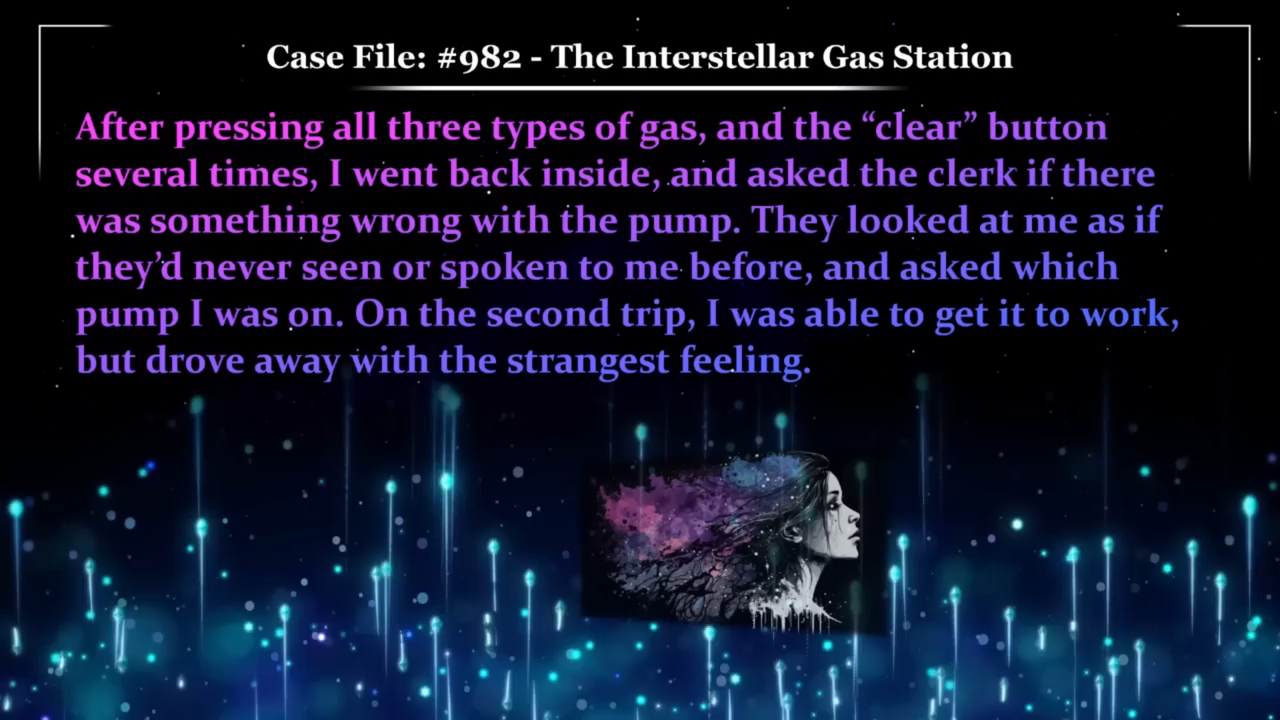 Case File: #982 - The Interstellar Gas Station
After pressing all three types of gas, and the “clear” button
several times, I went back inside, and asked the clerk if there
was something wrong with the pump. They looked at me as if
they’d never seen or spoken to me before, and asked which
pump I was on. On the second trip, I was able to get it to work,
but drove away with the strangest feeling.